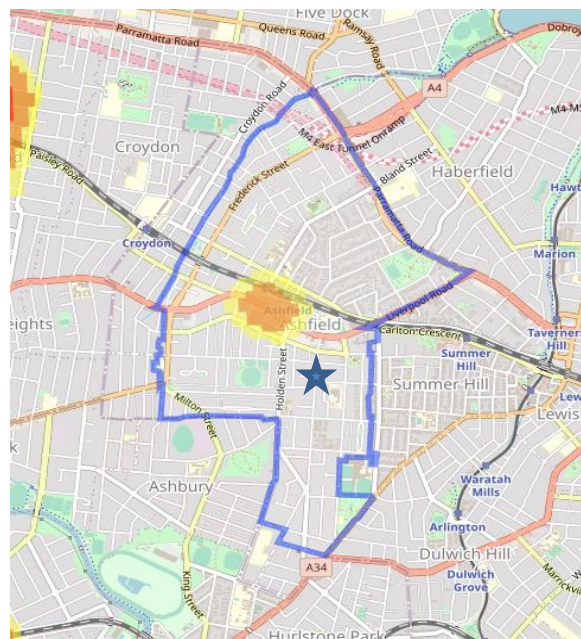 Five Dock
Parramatta Road
Queens Road
Ramsay Road
Dobroy
A4
Croydon Road
M4 East Tunnel Onramp
M4-M5
Croydon
Bland Street
Paisley Road
Frederick Street
Haberfield
Hawt
Parramatta Road
Croydon
Marion
Liverpool Road
Ashfield
Ashfield
Carlton Crescent
Taverners
Hill
eights
Summer
Hill
Holden Street
Summer Hill
Lew
Lewis
Milton Street
k
Ashbury
Waratah
Mills
Arlington
Dulwich Hill
A34
Dulwich
Grove
Marrickvill
King Street
Hurlstone Park